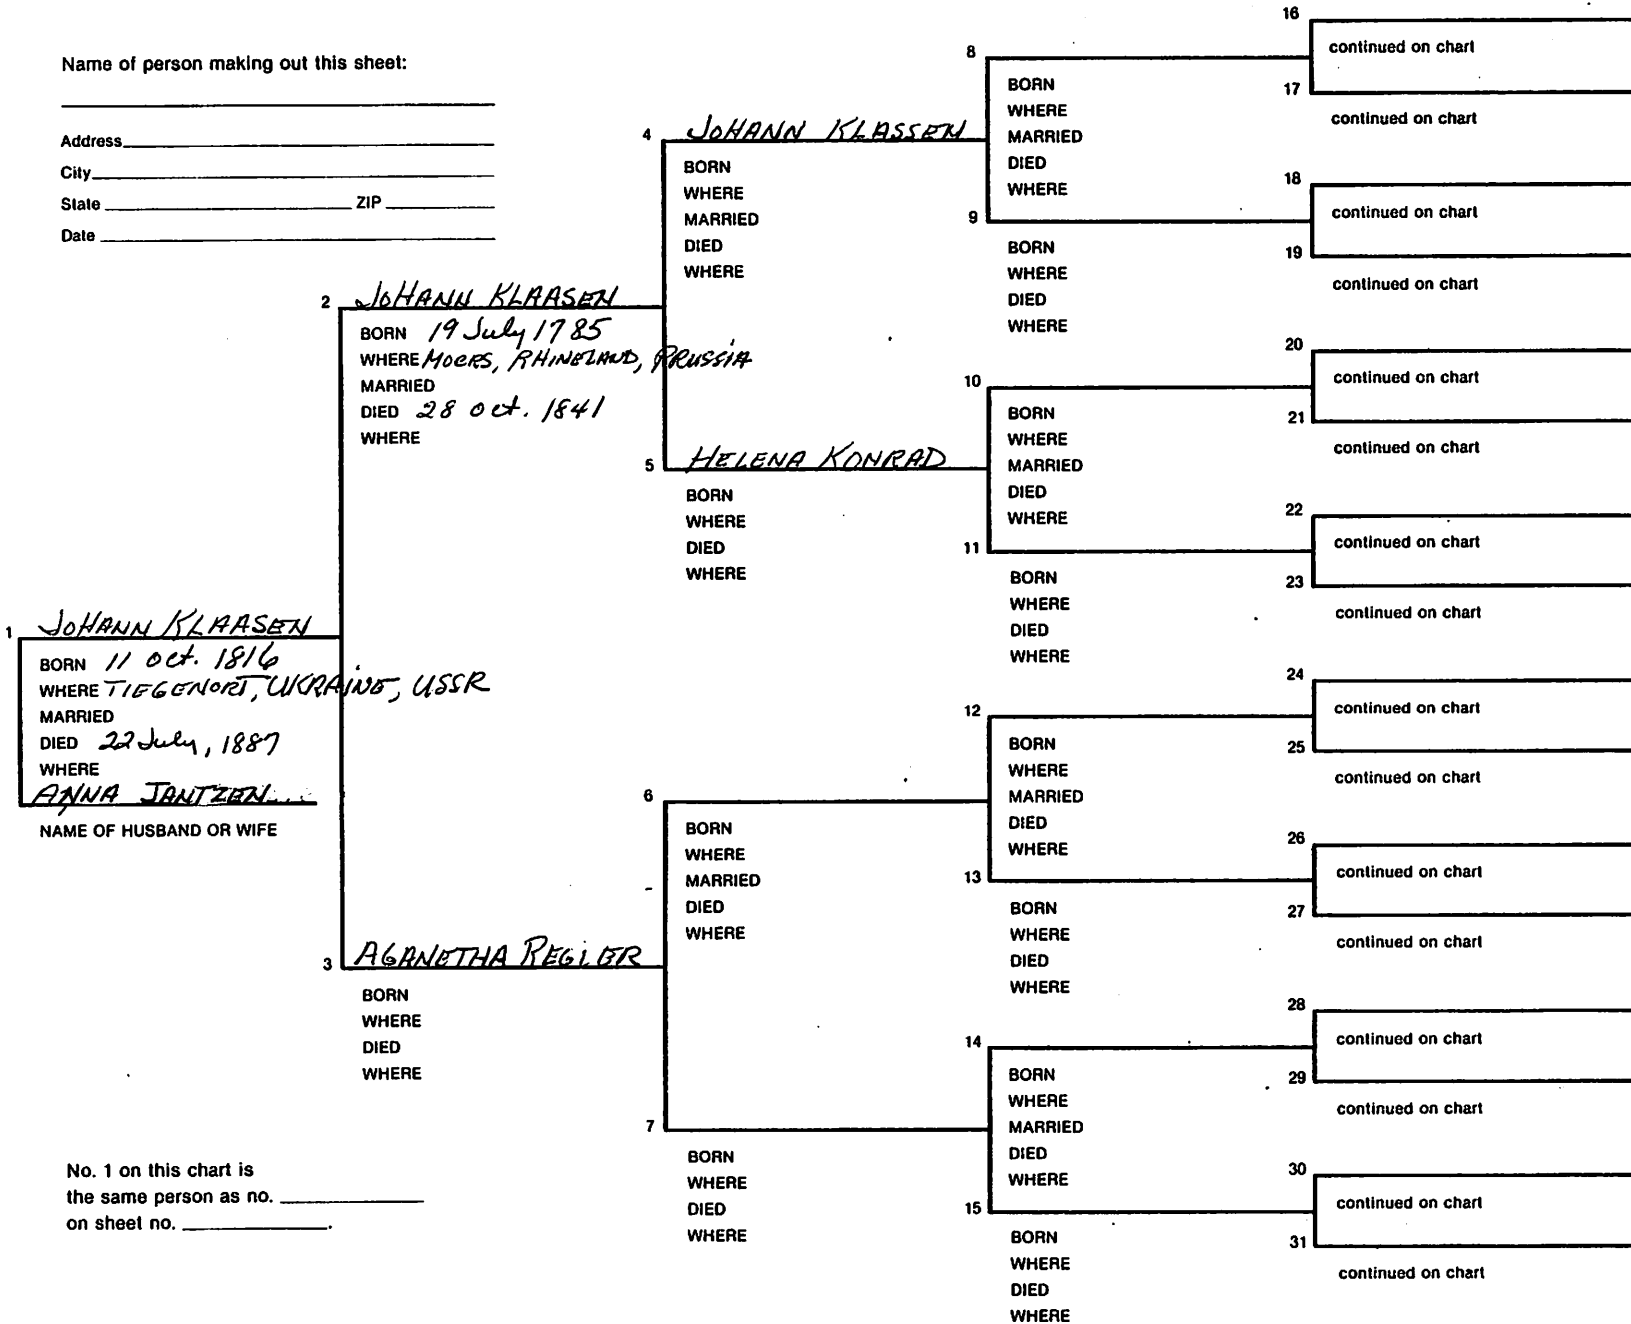 Name of person making out this sheet:
Address
City
State ZIP
Date
1 JOHANN KLAASEN
BORN 11 Oct. 1816
WHERE TIEGENORT, UKRAINE, USSR
MARRIED
DIED 22 July, 1887
WHERE
ANNA JANTZEN...
NAME OF HUSBAND OR WIFE
2 JOHANN KLAASEN
BORN 19 July 1785
WHERE MOERS, RHINELAND, PRUSSIA
MARRIED
DIED 28 Oct. 1841
WHERE
3 AGANETHA REGIER
BORN
WHERE
DIED
WHERE
No. 1 on this chart is
the same person as no.
on sheet no. .
4 JOHANN KLASSEN
BORN
WHERE
MARRIED
DIED
WHERE
5 HELENA KONRAD
BORN
WHERE
DIED
WHERE
6
BORN
WHERE
MARRIED
DIED
WHERE
7
BORN
WHERE
DIED
WHERE
8
BORN
WHERE
MARRIED
DIED
WHERE
9
BORN
WHERE
DIED
WHERE
10
BORN
WHERE
MARRIED
DIED
WHERE
11
BORN
WHERE
DIED
WHERE
12
BORN
WHERE
MARRIED
DIED
WHERE
13
BORN
WHERE
DIED
WHERE
14
BORN
WHERE
MARRIED
DIED
WHERE
15
BORN
WHERE
DIED
WHERE
16
continued on chart
17
continued on chart
18
continued on chart
19
continued on chart
20
continued on chart
21
continued on chart
22
continued on chart
23
continued on chart
24
continued on chart
25
continued on chart
26
continued on chart
27
continued on chart
28
continued on chart
29
continued on chart
30
continued on chart
31
continued on chart